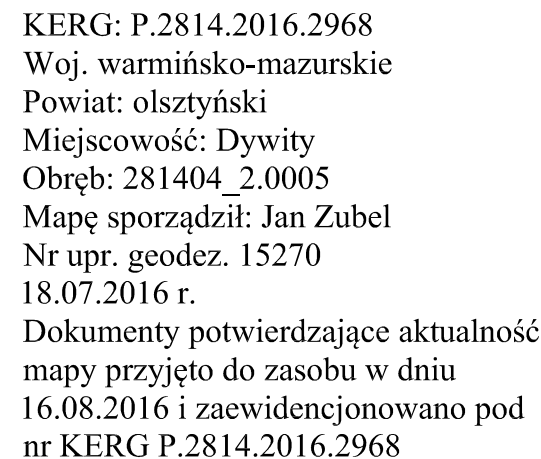 KERG: P.2814.2016.2968
Woj. warmińsko-mazurskie
Powiat: olsztyński
Miejscowość: Dywity
Obręb: 281404_2.0005
Mapę sporządził: Jan Zubel
Nr upr. geodez. 15270
18.07.2016 r.
Dokumenty potwierdzające aktualność
mapy przyjęto do zasobu w dniu
16.08.2016 i zaewidencjonowano pod
nr KERG P.2814.2016.2968